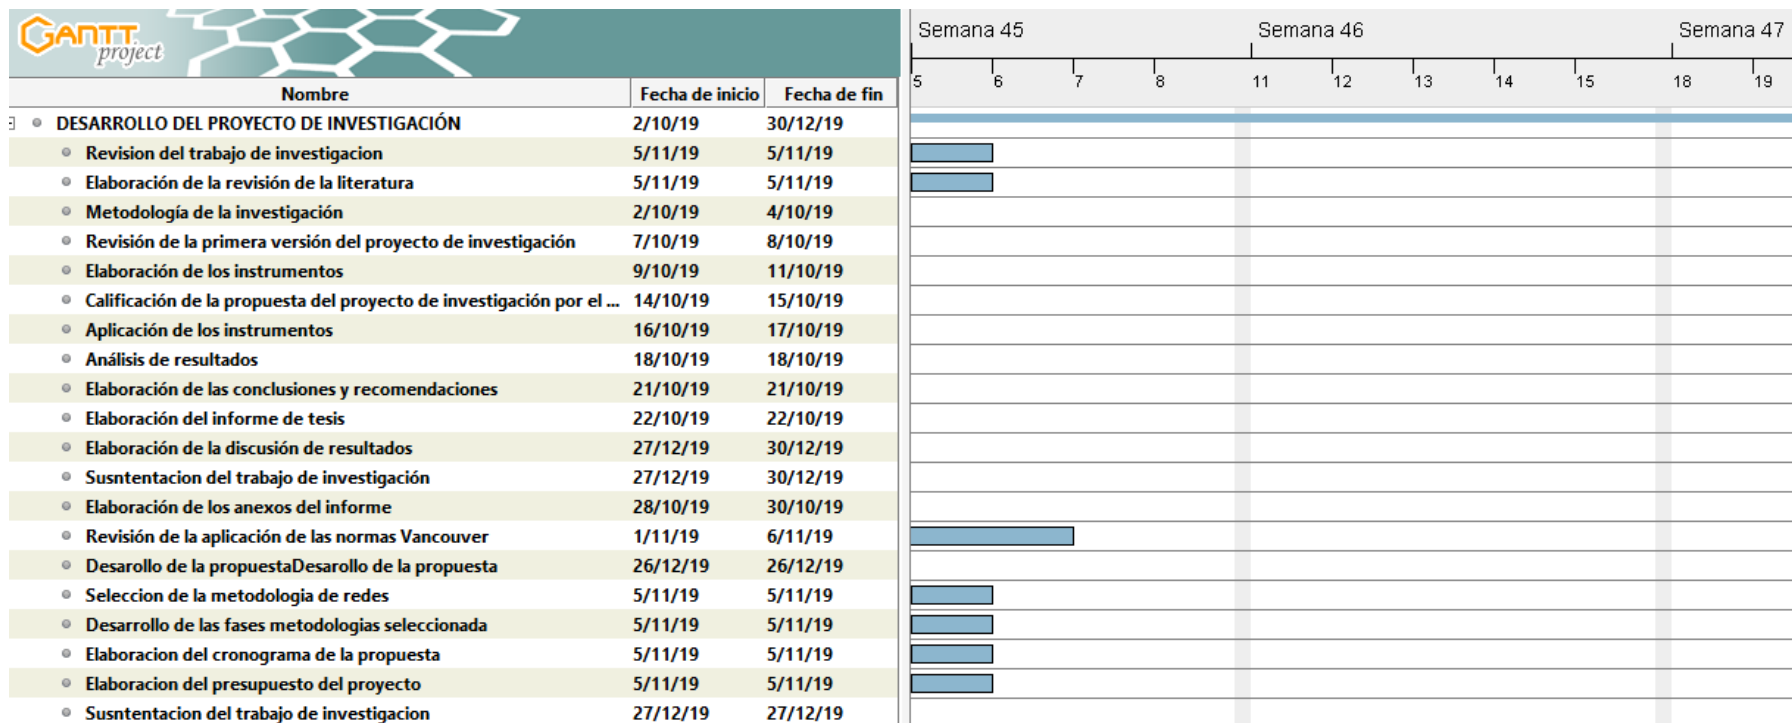 GANTT project
Semana 45 Semana 46 Semana 47
5 6 7 8 11 12 13 14 15 18 19
Nombre Fecha de inicio Fecha de fin
DESARROLLO DEL PROYECTO DE INVESTIGACIÓN 2/10/19 30/12/19
Revision del trabajo de investigacion 5/11/19 5/11/19
Elaboración de la revisión de la literatura 5/11/19 5/11/19
Metodología de la investigación 2/10/19 4/10/19
Revisión de la primera versión del proyecto de investigación 7/10/19 8/10/19
Elaboración de los instrumentos 9/10/19 11/10/19
Calificación de la propuesta del proyecto de investigación por el ... 14/10/19 15/10/19
Aplicación de los instrumentos 16/10/19 17/10/19
Análisis de resultados 18/10/19 18/10/19
Elaboración de las conclusiones y recomendaciones 21/10/19 21/10/19
Elaboración del informe de tesis 22/10/19 22/10/19
Elaboración de la discusión de resultados 27/12/19 30/12/19
Susntentacion del trabajo de investigación 27/12/19 30/12/19
Elaboración de los anexos del informe 28/10/19 30/10/19
Revisión de la aplicación de las normas Vancouver 1/11/19 6/11/19
Desarollo de la propuestaDesarollo de la propuesta 26/12/19 26/12/19
Seleccion de la metodologia de redes 5/11/19 5/11/19
Desarrollo de las fases metodologias seleccionada 5/11/19 5/11/19
Elaboracion del cronograma de la propuesta 5/11/19 5/11/19
Elaboracion del presupuesto del proyecto 5/11/19 5/11/19
Susntentacion del trabajo de investigacion 27/12/19 27/12/19